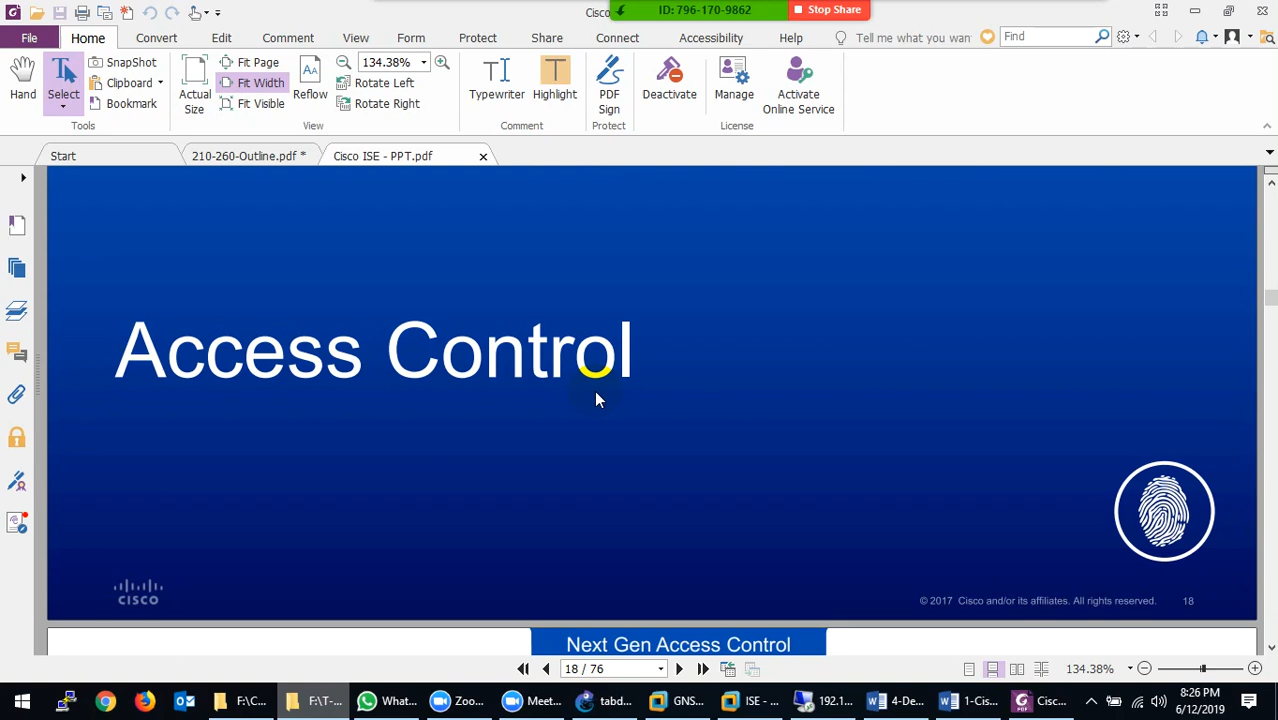 Cisco
ID: 796-170-9862
Stop Share
File
Home
Convert
Edit
Comment
View
Form
Protect
Share
Connect
Accessibility
Help
Tell me what you want...
Find
Hand
Select
SnapShot
Clipboard
Bookmark
Tools
Actual Size
Fit Page
Fit Width
Fit Visible
Reflow
134.38%
Rotate Left
Rotate Right
View
Typewriter
Highlight
Comment
PDF Sign
Protect
Deactivate
Manage
Activate Online Service
License
Start
210-260-Outline.pdf *
Cisco ISE - PPT.pdf
Access Control
CISCO
© 2017 Cisco and/or its affiliates. All rights reserved. 18
Next Gen Access Control
18 / 76
134.38%
F:\C...
F:\T-...
What...
Zoo...
Meet...
tabd...
GNS...
ISE - ...
192.1...
4-De...
1-Cis...
Cisc...
8:26 PM
6/12/2019